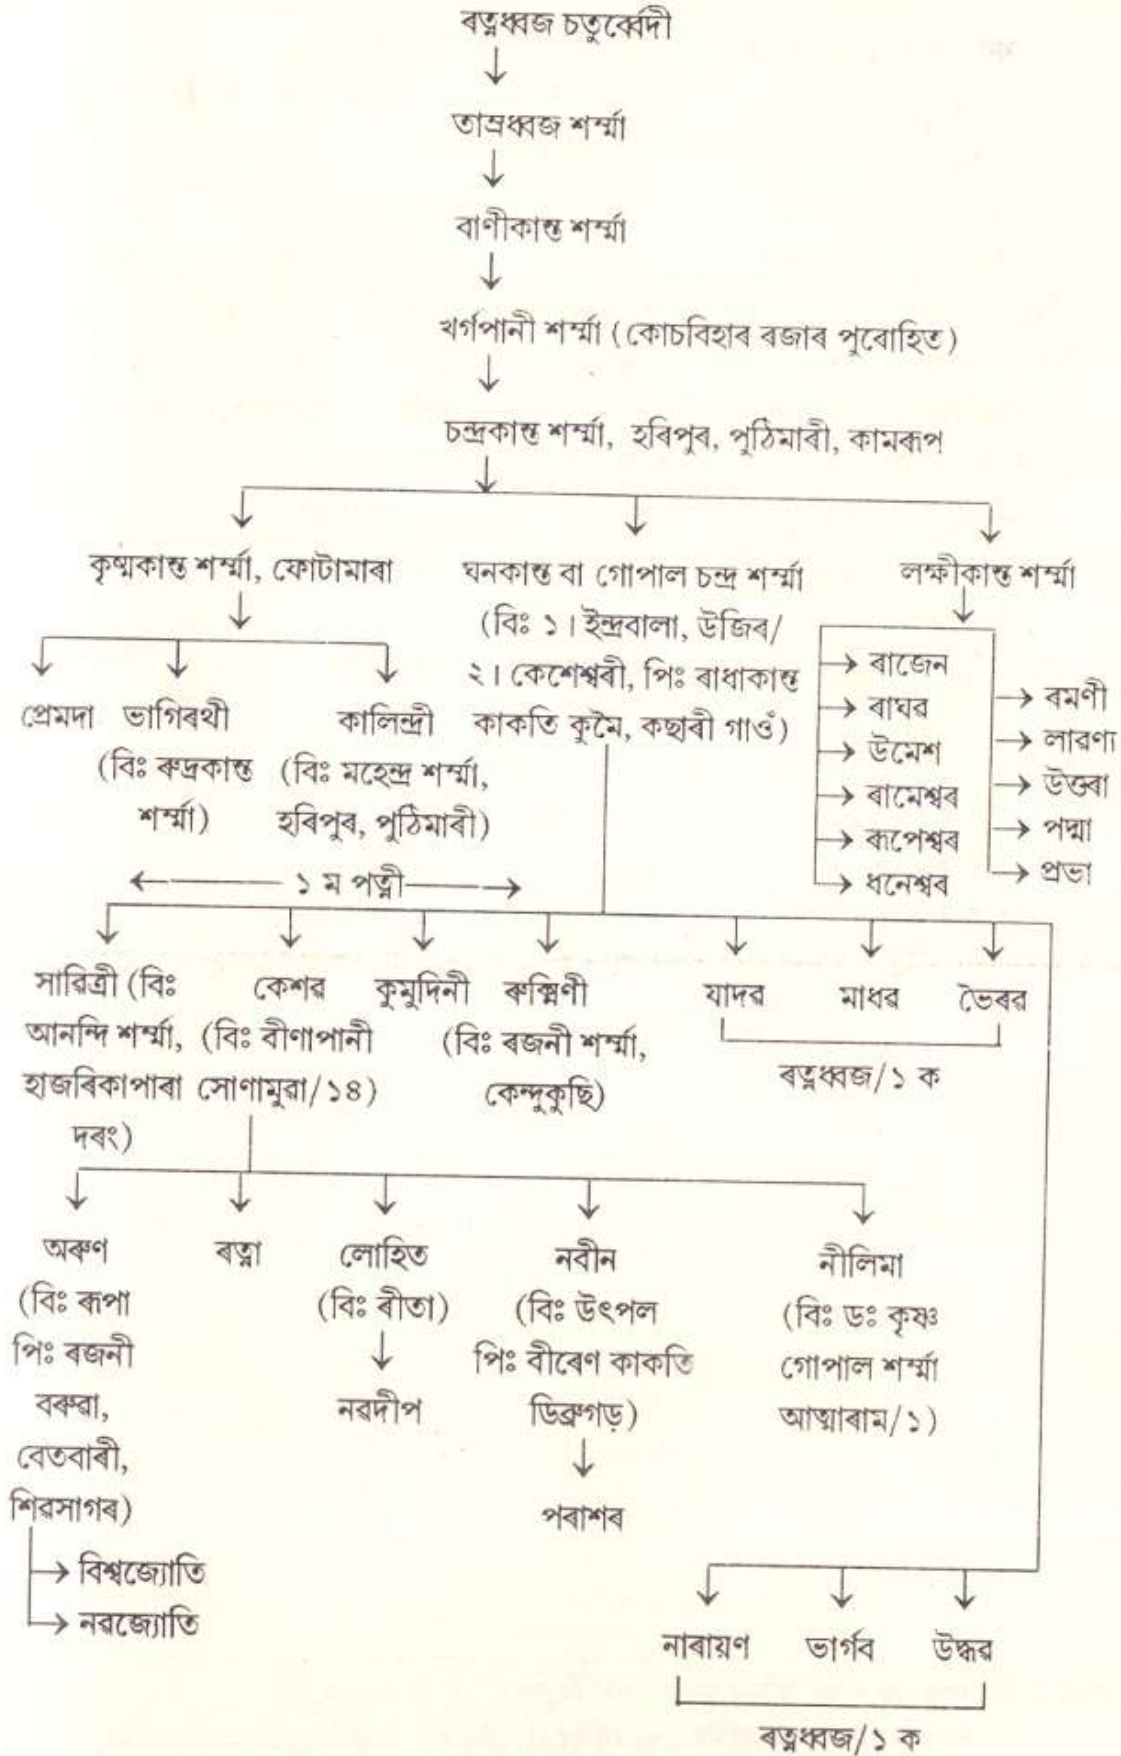 ৰত্নধ্বজ চতুৰ্ব্বেদী
তাম্ৰধ্বজ শৰ্ম্মা
বাণীকান্ত শৰ্ম্মা
খৰ্গপানী শৰ্ম্মা (কোচবিহাৰ ৰজাৰ পুৰোহিত)
চন্দ্ৰকান্ত শৰ্ম্মা, হৰিপুৰ, পুঠিমাৰী, কামৰূপ
কৃষ্মকান্ত শৰ্ম্মা, ফোটামাৰা
ঘনকান্ত বা গোপাল চন্দ্ৰ শৰ্ম্মা
(বিঃ ১। ইন্দ্ৰবালা, উজিৰ/
২। কেশেশ্বৰী, পিঃ ৰাধাকান্ত
কাকতি কুমৈ, কছাৰী গাওঁ)
লক্ষীকান্ত শৰ্ম্মা
প্ৰেমদা
ভাগিৰথী
(বিঃ ৰুদ্ৰকান্ত
শৰ্ম্মা)
কালিন্দ্ৰী
(বিঃ মহেন্দ্ৰ শৰ্ম্মা,
হৰিপুৰ, পুঠিমাৰী)
ৰাজেন
ৰাঘৱ
উমেশ
ৰামেশ্বৰ
ৰূপেশ্বৰ
ধনেশ্বৰ
ৰমণী
লাৱণ্য
উত্তৰা
পদ্মা
প্ৰভা
১ ম পত্নী
সাৱিত্ৰী (বিঃ
আনন্দি শৰ্ম্মা,
হাজৰিকাপাৰা
দৰং)
কেশৱ
(বিঃ বীণাপানী
সোণামুৱা/১৪)
কুমুদিনী
ৰুক্মিণী
(বিঃ ৰজনী শৰ্ম্মা,
কেন্দুকুছি)
যাদৱ
মাধৱ
ভৈৰৱ
ৰত্নধ্বজ/১ ক
অৰুণ
(বিঃ ৰূপা
পিঃ ৰজনী
বৰুৱা,
বেতবাৰী,
শিৱসাগৰ)
বিশ্বজ্যোতি
নৱজ্যোতি
ৰত্না
লোহিত
(বিঃ ৰীতা)
নৱদীপ
নবীন
(বিঃ উৎপল
পিঃ বীৰেণ কাকতি
ডিব্ৰুগড়)
পৰাশৰ
নীলিমা
(বিঃ ডঃ কৃষ্ণ
গোপাল শৰ্ম্মা
আত্মাৰাম/১)
নাৰায়ণ
ভাৰ্গব
উদ্ধৱ
ৰত্নধ্বজ/১ ক